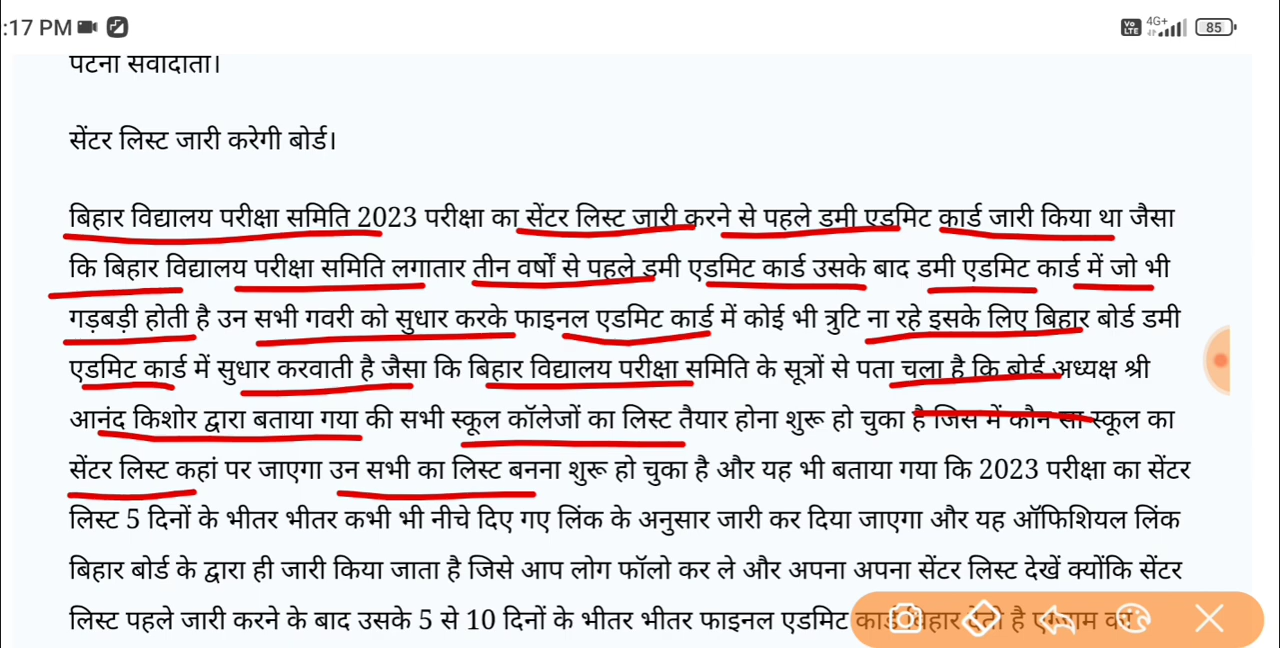 :17 PM
Vo LTE 4G+ 85
पटना संवादाता।
सेंटर लिस्ट जारी करेगी बोर्ड।
बिहार विद्यालय परीक्षा समिति 2023 परीक्षा का सेंटर लिस्ट जारी करने से पहले डमी एडमिट कार्ड जारी किया था जैसा
कि बिहार विद्यालय परीक्षा समिति लगातार तीन वर्षों से पहले डमी एडमिट कार्ड उसके बाद डमी एडमिट कार्ड में जो भी
गड़बड़ी होती है उन सभी गवरी को सुधार करके फाइनल एडमिट कार्ड में कोई भी त्रुटि ना रहे इसके लिए बिहार बोर्ड डमी
एडमिट कार्ड में सुधार करवाती है जैसा कि बिहार विद्यालय परीक्षा समिति के सूत्रों से पता चला है कि बोर्ड अध्यक्ष श्री
आनंद किशोर द्वारा बताया गया की सभी स्कूल कॉलेजों का लिस्ट तैयार होना शुरू हो चुका है जिस में कौन सा स्कूल का
सेंटर लिस्ट कहां पर जाएगा उन सभी का लिस्ट बनना शुरू हो चुका है और यह भी बताया गया कि 2023 परीक्षा का सेंटर
लिस्ट 5 दिनों के भीतर भीतर कभी भी नीचे दिए गए लिंक के अनुसार जारी कर दिया जाएगा और यह ऑफिशियल लिंक
बिहार बोर्ड के द्वारा ही जारी किया जाता है जिसे आप लोग फॉलो कर ले और अपना अपना सेंटर लिस्ट देखें क्योंकि सेंटर
लिस्ट पहले जारी करने के बाद उसके 5 से 10 दिनों के भीतर भीतर फाइनल एडमिट कार्ड बिहार देती है एग्जाम का